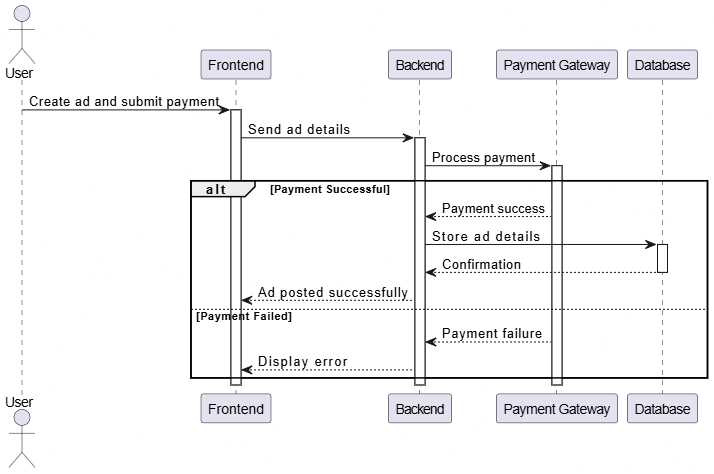 User
Frontend
Backend
Payment Gateway
Database
Create ad and submit payment
Send ad details
Process payment
alt
[Payment Successful]
Payment success
Store ad details
Confirmation
Ad posted successfully
[Payment Failed]
Payment failure
Display error
User
Frontend
Backend
Payment Gateway
Database